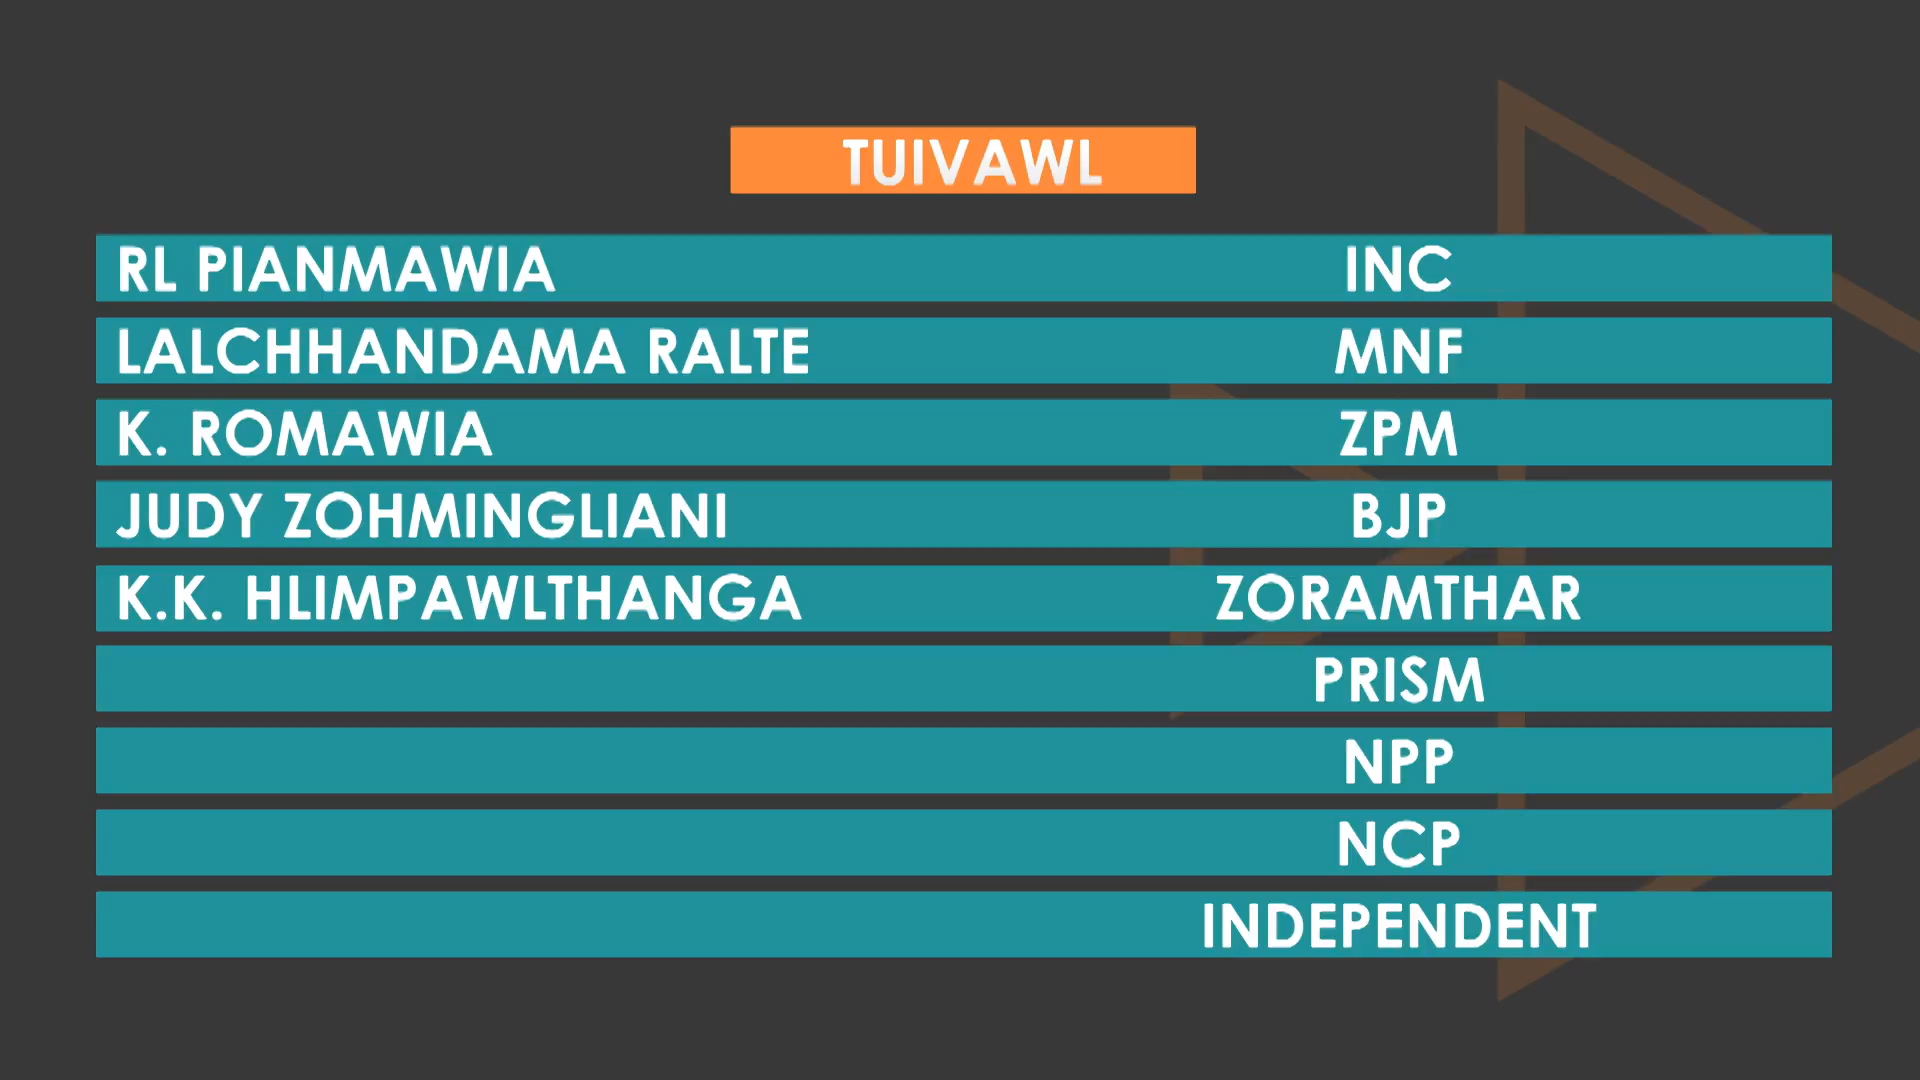 TUIVAWL
RL PIANMAWIA INC
LALCHHANDAMA RALTE MNF
K. ROMAWIA ZPM
JUDY ZOHMINGLIANI BJP
K.K. HLIMPAWLTHANGA ZORAMTHAR
PRISM
NPP
NCP
INDEPENDENT